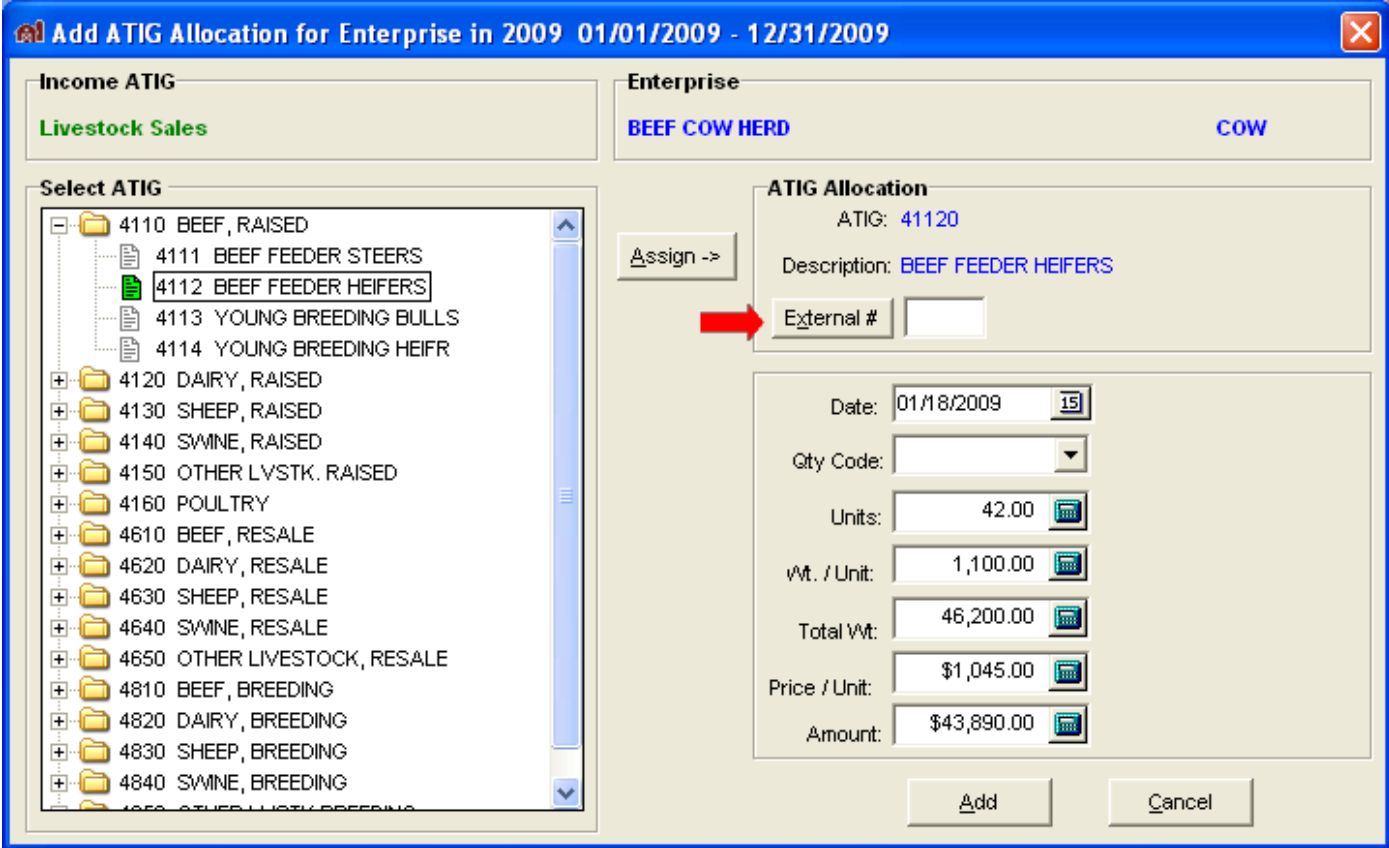 Add ATIG Allocation for Enterprise in 2009 01/01/2009 - 12/31/2009
Income ATIG
Livestock Sales
Enterprise
BEEF COW HERD COW
Select ATIG
4110 BEEF, RAISED
4111 BEEF FEEDER STEERS
4112 BEEF FEEDER HEIFERS
4113 YOUNG BREEDING BULLS
4114 YOUNG BREEDING HEIFR
4120 DAIRY, RAISED
4130 SHEEP, RAISED
4140 SWINE, RAISED
4150 OTHER LVSTK. RAISED
4160 POULTRY
4610 BEEF, RESALE
4620 DAIRY, RESALE
4630 SHEEP, RESALE
4640 SWINE, RESALE
4650 OTHER LIVESTOCK, RESALE
4810 BEEF, BREEDING
4820 DAIRY, BREEDING
4830 SHEEP, BREEDING
4840 SWINE, BREEDING
Assign ->
ATIG Allocation
ATIG: 41120
Description: BEEF FEEDER HEIFERS
External #
Date: 01/18/2009 15
Qty Code:
Units: 42.00
Wt. / Unit: 1,100.00
Total Wt: 46,200.00
Price / Unit: $1,045.00
Amount: $43,890.00
Add Cancel